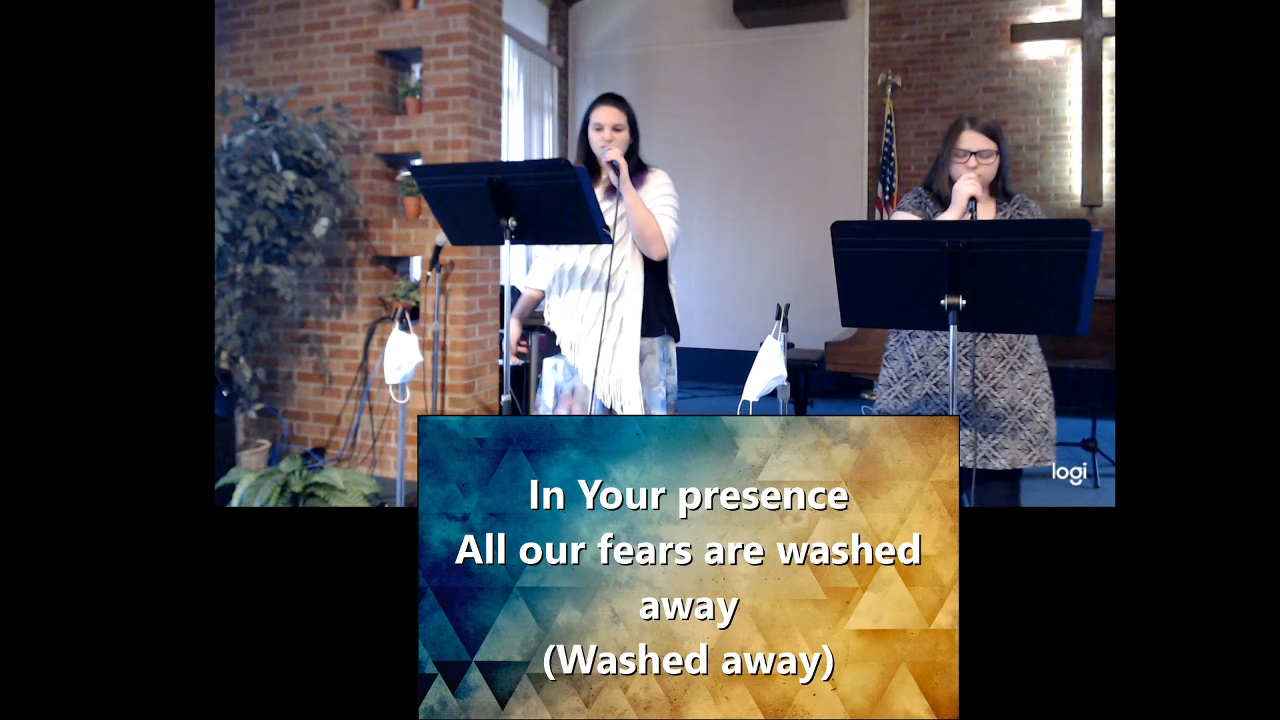 logi
In Your presence
All our fears are washed
away
(Washed away)